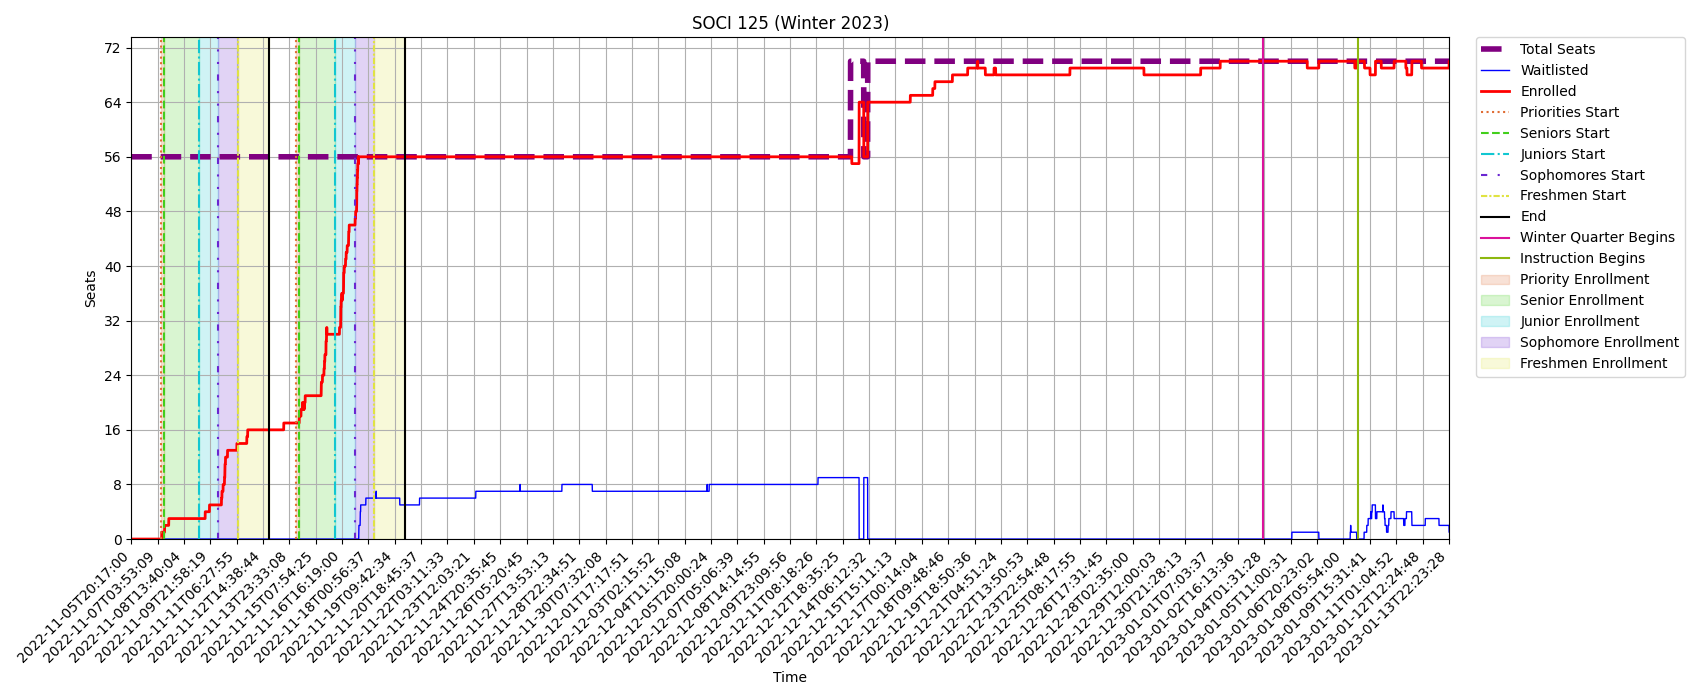 SOCI 125 (Winter 2023)
Seats
72
64
56
48
40
32
24
16
8
0
2022-11-05T20:17:00
2022-11-07T03:53:09
2022-11-08T13:40:04
2022-11-09T21:58:19
2022-11-11T06:27:55
2022-11-12T14:38:44
2022-11-13T23:33:08
2022-11-15T07:54:25
2022-11-16T16:19:00
2022-11-18T00:56:37
2022-11-19T09:42:34
2022-11-20T18:45:37
2022-11-22T03:11:33
2022-11-23T12:03:21
2022-11-24T20:35:45
2022-11-26T05:20:45
2022-11-27T13:53:13
2022-11-28T22:34:51
2022-11-30T07:32:08
2022-12-01T17:17:51
2022-12-03T02:15:52
2022-12-04T11:15:08
2022-12-05T20:00:24
2022-12-07T05:06:39
2022-12-08T14:14:55
2022-12-09T23:09:56
2022-12-11T08:18:26
2022-12-12T18:35:25
2022-12-14T06:12:32
2022-12-15T15:11:13
2022-12-17T00:14:04
2022-12-18T09:48:46
2022-12-19T18:50:36
2022-12-21T04:51:24
2022-12-22T13:50:53
2022-12-23T22:54:48
2022-12-25T08:17:55
2022-12-26T17:31:45
2022-12-28T02:35:00
2022-12-29T12:00:03
2022-12-30T21:28:13
2023-01-01T07:03:37
2023-01-02T16:13:36
2023-01-04T01:31:28
2023-01-05T11:00:31
2023-01-06T20:23:02
2023-01-08T05:54:00
2023-01-09T15:31:41
2023-01-11T01:04:52
2023-01-12T12:24:48
2023-01-13T22:23:28
Time
Total Seats
Waitlisted
Enrolled
Priorities Start
Seniors Start
Juniors Start
Sophomores Start
Freshmen Start
End
Winter Quarter Begins
Instruction Begins
Priority Enrollment
Senior Enrollment
Junior Enrollment
Sophomore Enrollment
Freshmen Enrollment